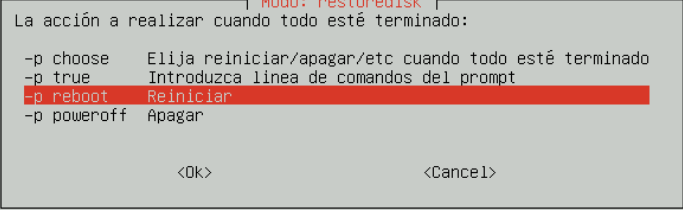 Modo: restoredisk
La acción a realizar cuando todo esté terminado:
-p choose Elija reiniciar/apagar/etc cuando todo esté terminado
-p true Introduzca linea de comandos del prompt
-p reboot Reiniciar
-p poweroff Apagar
<Ok> <Cancel>